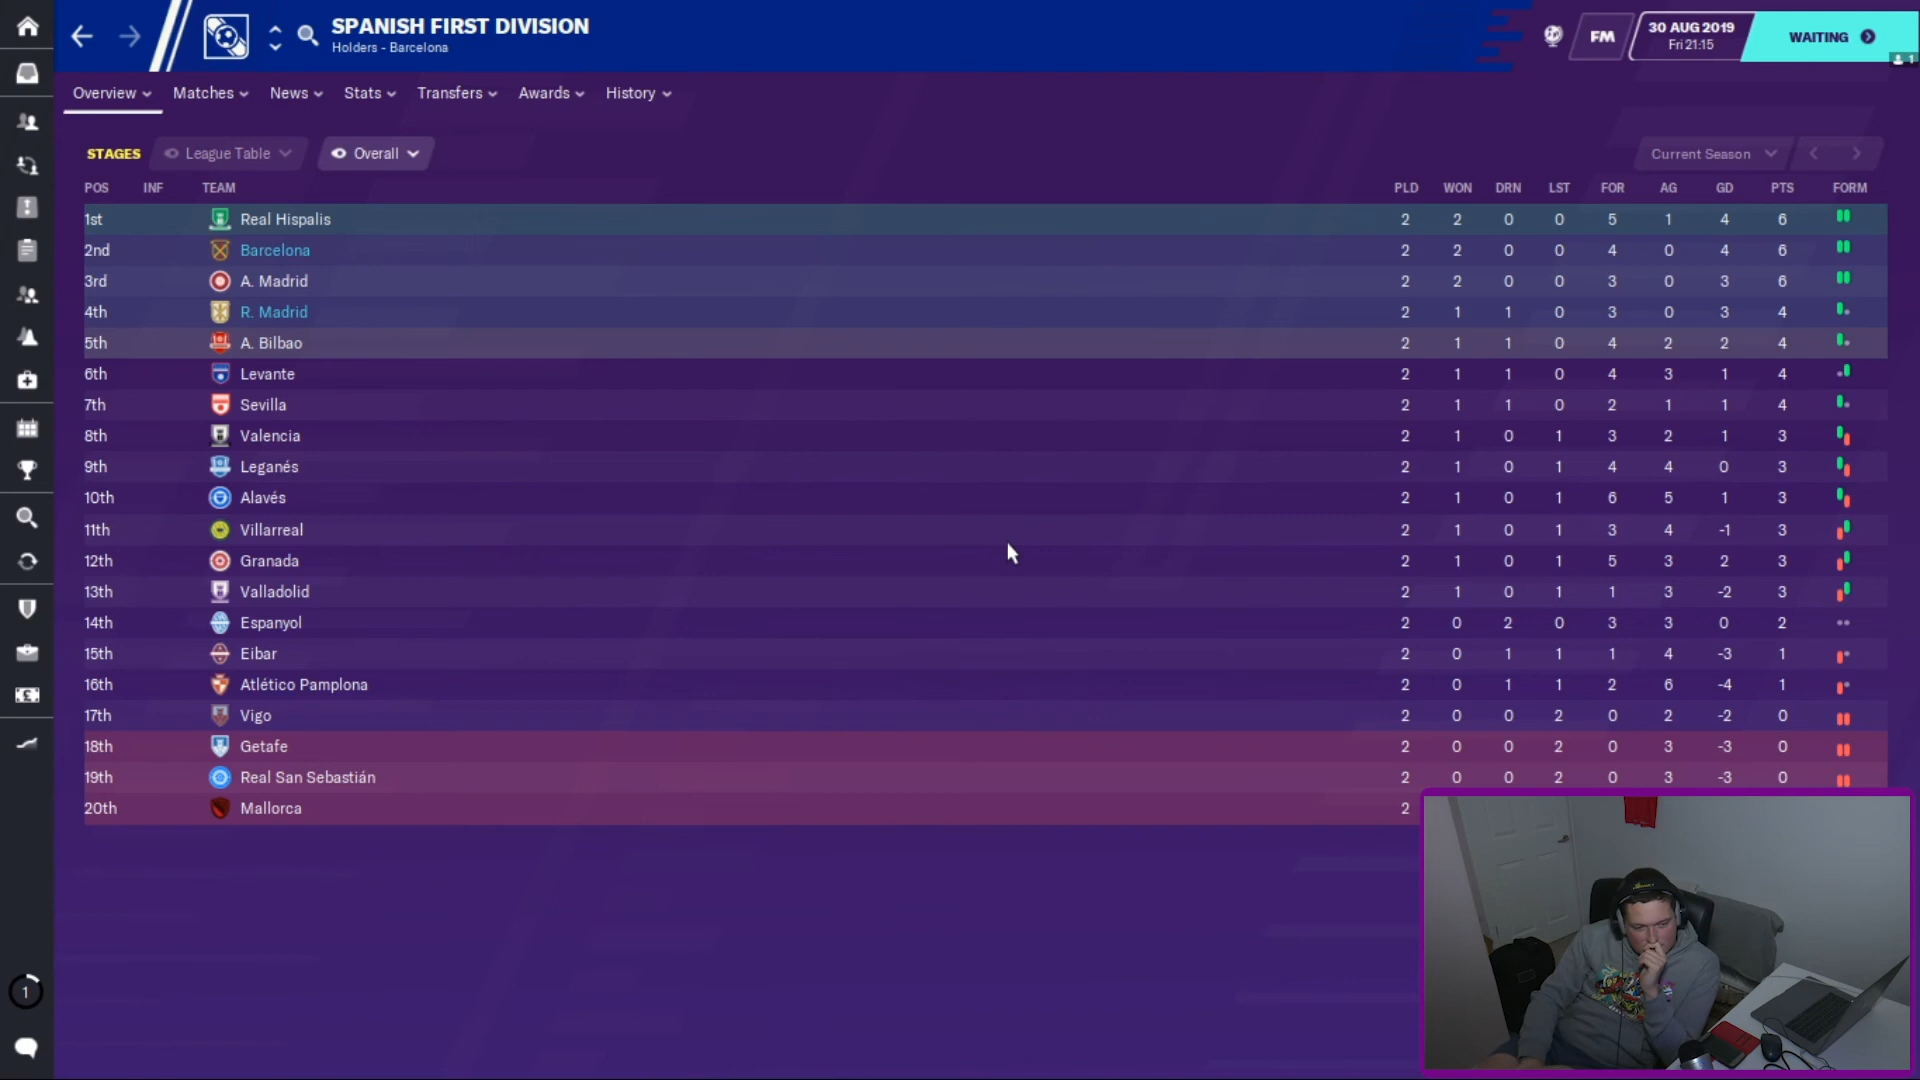 SPANISH FIRST DIVISION
Holders - Barcelona
FM
30 AUG 2019
Fri 21:15
WAITING
1
Overview Matches News Stats Transfers Awards History
STAGES League Table Overall Current Season
POS INF TEAM PLD WON DRN LST FOR AG GD PTS FORM
1st Real Hispalis 2 2 0 0 5 1 4 6
2nd Barcelona 2 2 0 0 4 0 4 6
3rd A. Madrid 2 2 0 0 3 0 3 6
4th R. Madrid 2 1 1 0 3 0 3 4
5th A. Bilbao 2 1 1 0 4 2 2 4
6th Levante 2 1 1 0 4 3 1 4
7th Sevilla 2 1 1 0 2 1 1 4
8th Valencia 2 1 0 1 3 2 1 3
9th Leganés 2 1 0 1 4 4 0 3
10th Alavés 2 1 0 1 6 5 1 3
11th Villarreal 2 1 0 1 3 4 -1 3
12th Granada 2 1 0 1 5 3 2 3
13th Valladolid 2 1 0 1 1 3 -2 3
14th Espanyol 2 0 2 0 3 3 0 2
15th Eibar 2 0 1 1 1 4 -3 1
16th Atlético Pamplona 2 0 1 1 2 6 -4 1
17th Vigo 2 0 0 2 0 2 -2 0
18th Getafe 2 0 0 2 0 3 -3 0
19th Real San Sebastián 2 0 0 2 0 3 -3 0
20th Mallorca 2
1